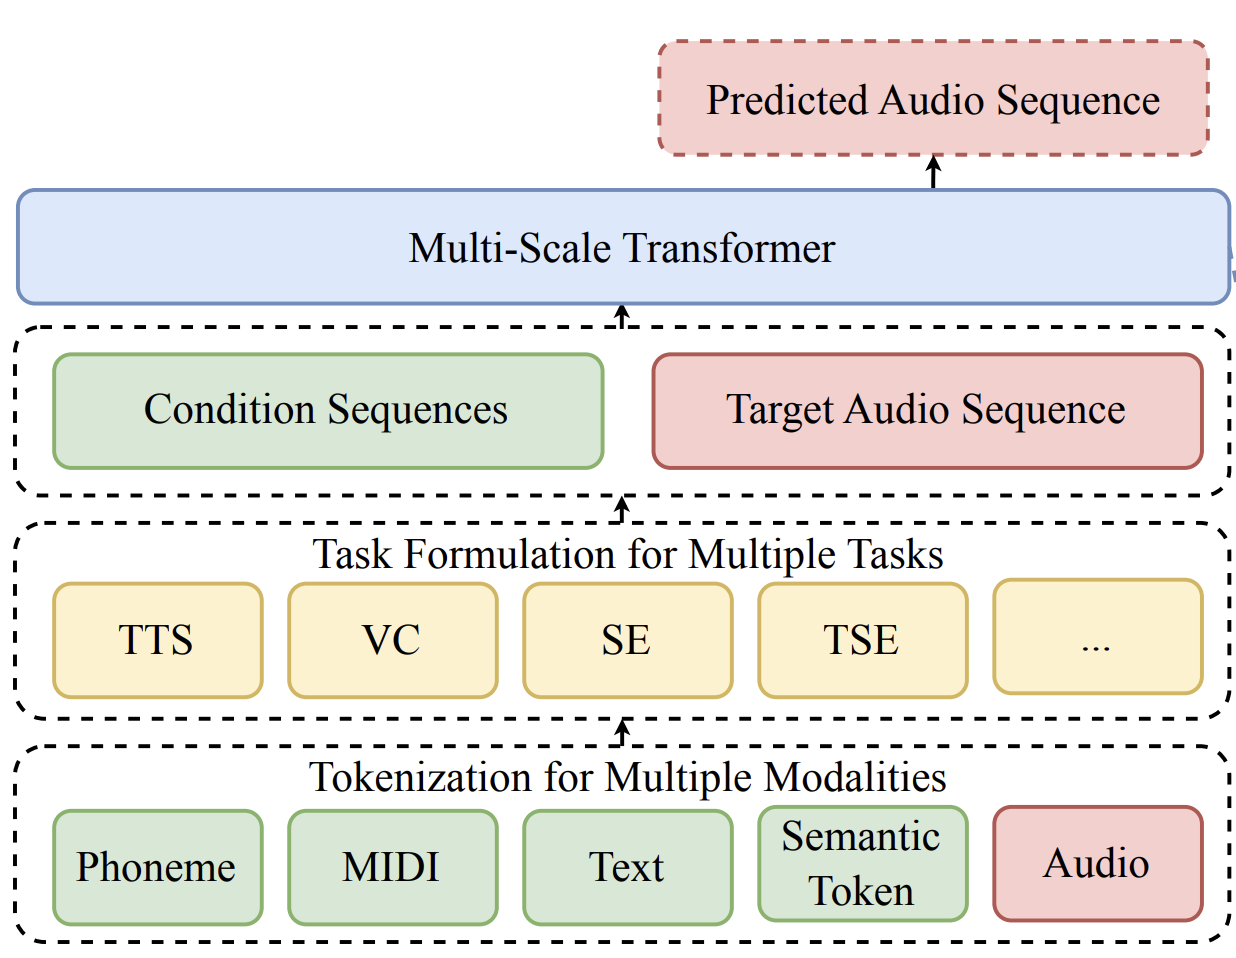 Predicted Audio Sequence
Multi-Scale Transformer
Condition Sequences
Target Audio Sequence
Task Formulation for Multiple Tasks
TTS
VC
SE
TSE
...
Tokenization for Multiple Modalities
Phoneme
MIDI
Text
Semantic
Token
Audio